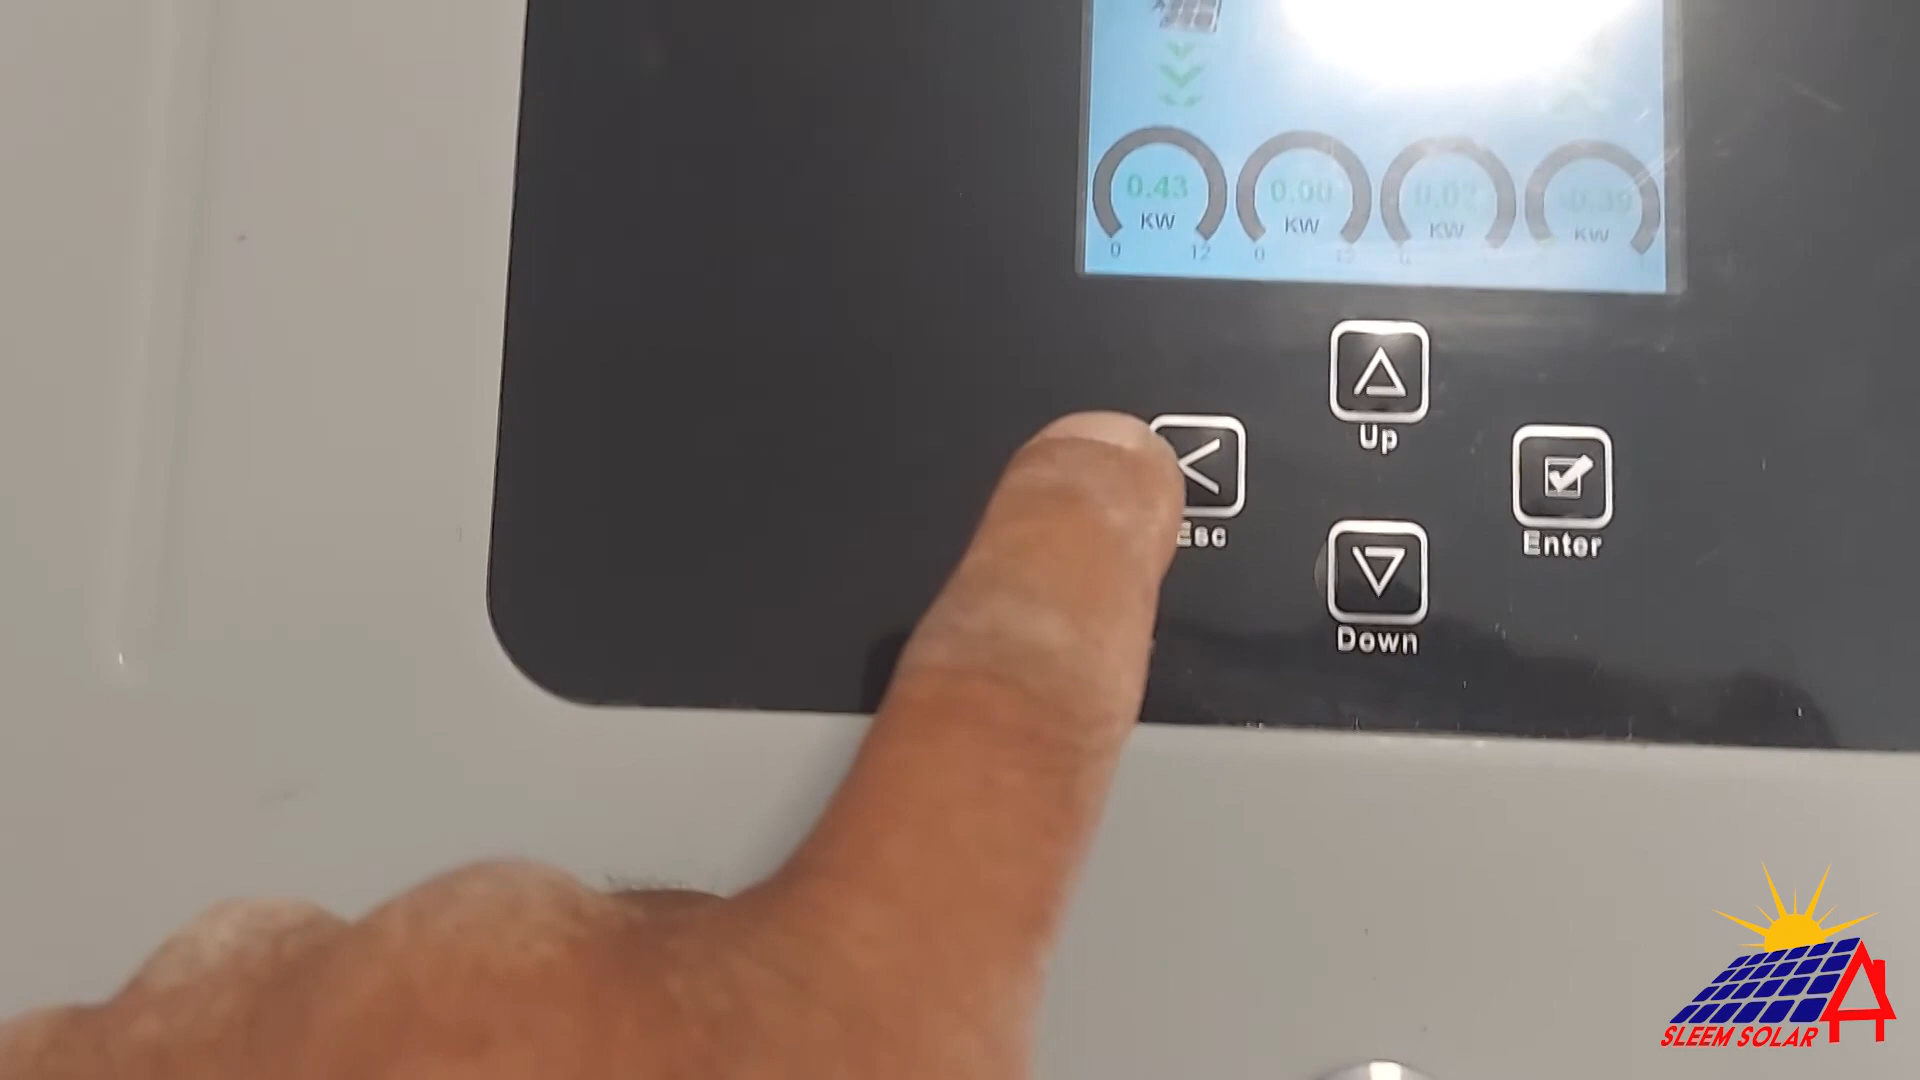 0.43 0.00 0.02 -0.39
KW KW KW KW
0 12 0 12 0
Up
Esc
Enter
Down
SLEEM SOLAR